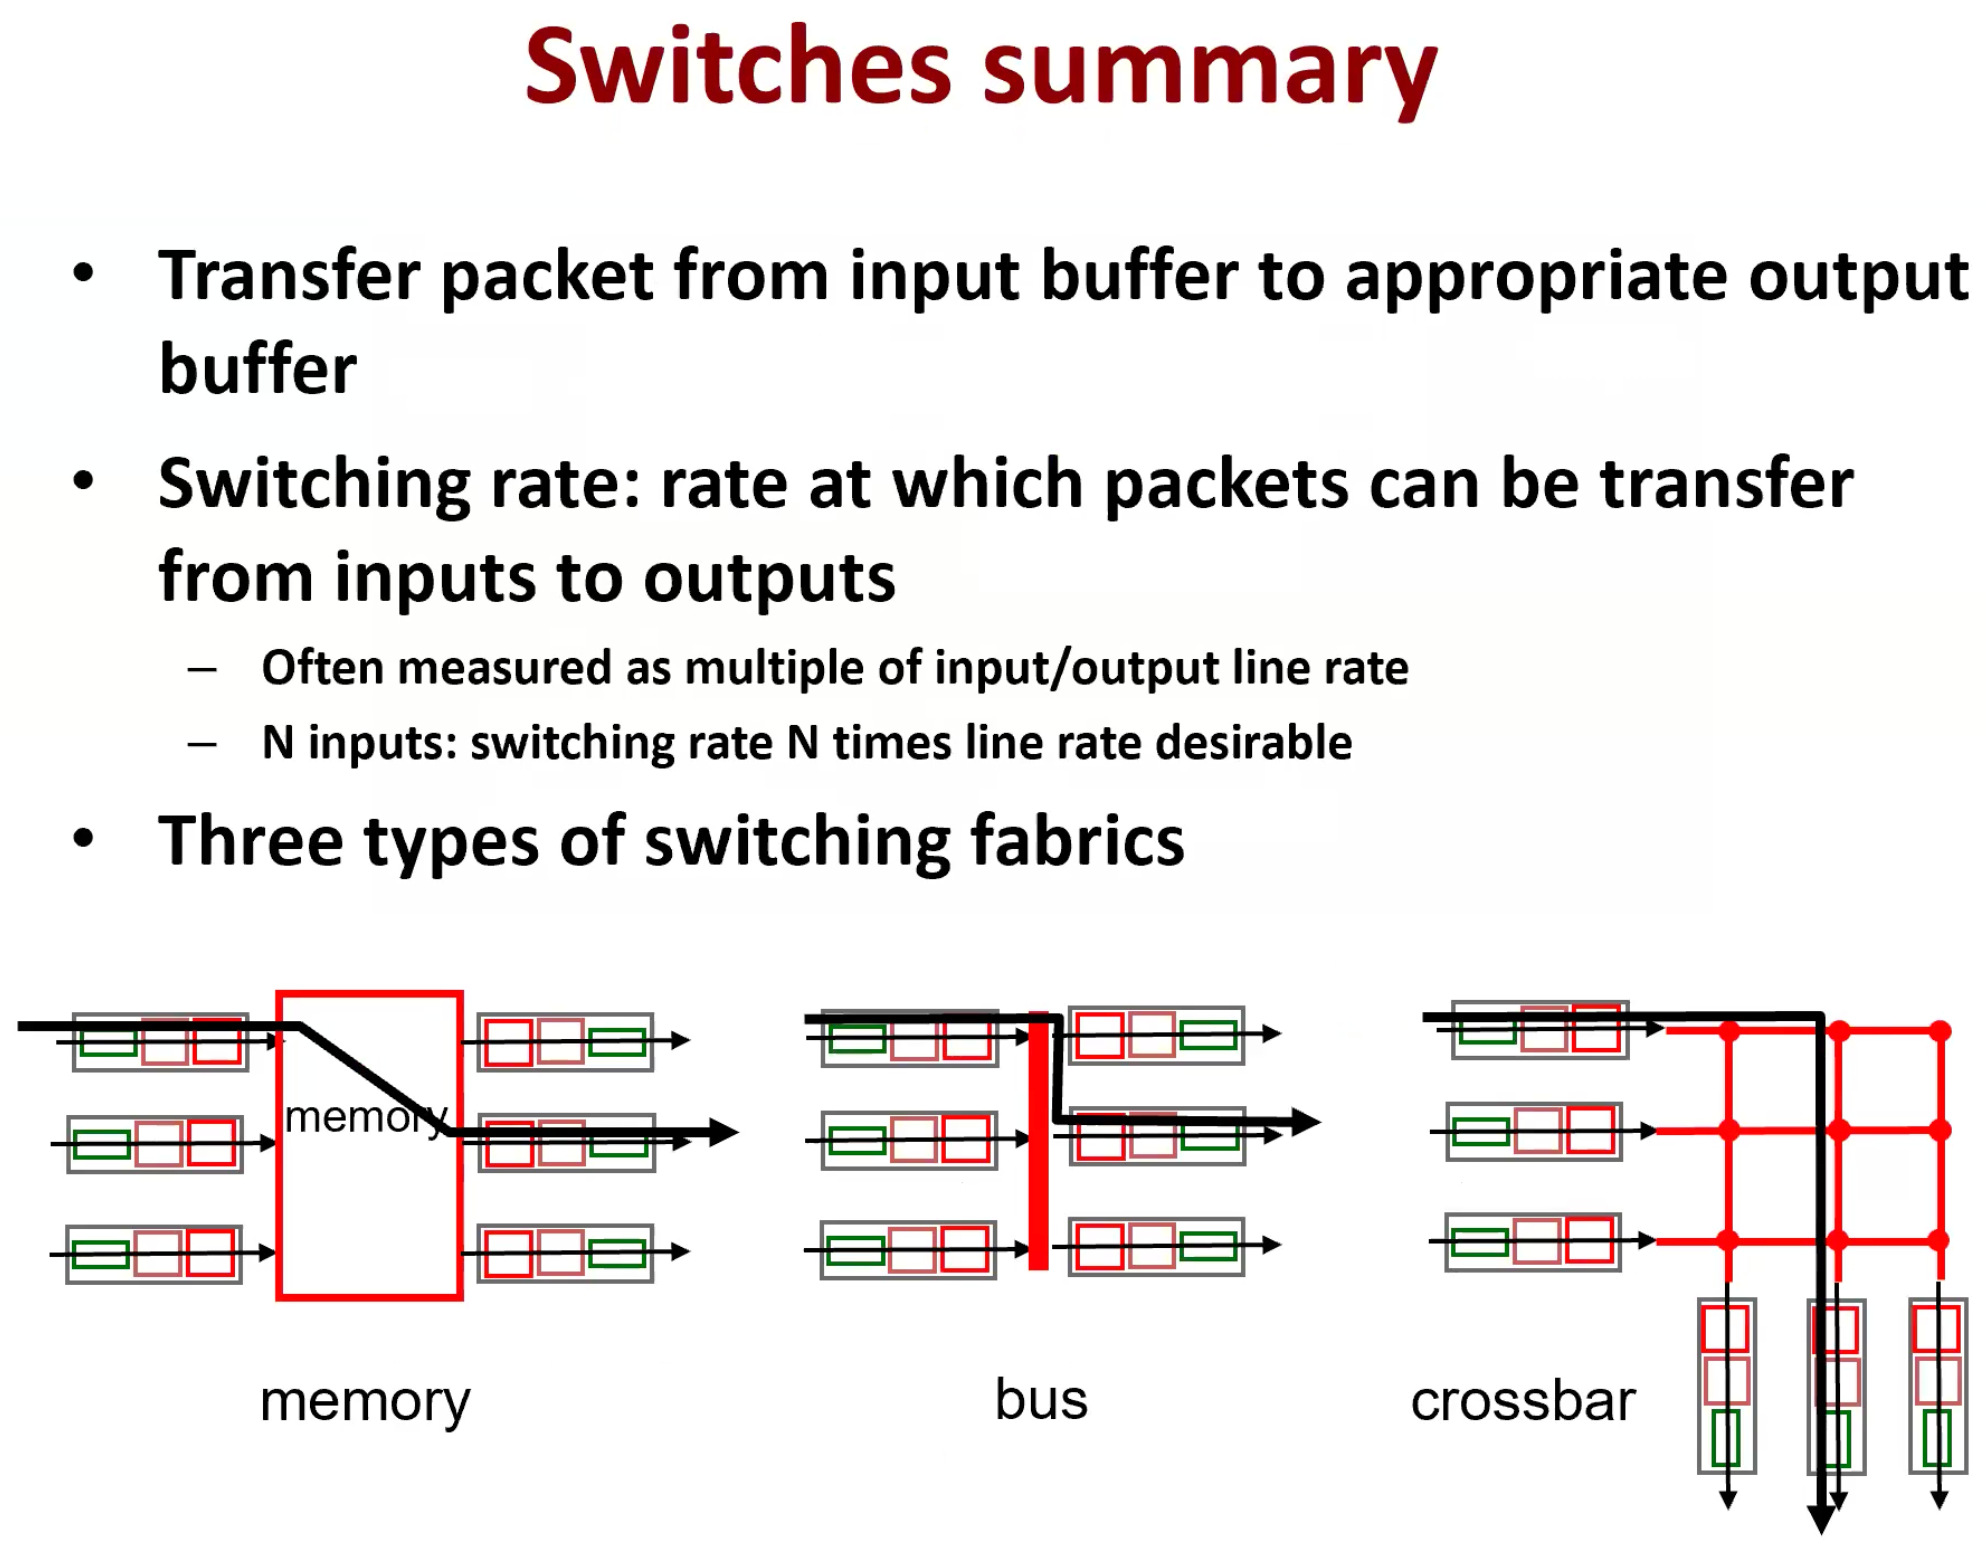 Switches summary
• Transfer packet from input buffer to appropriate output
buffer
• Switching rate: rate at which packets can be transfer
from inputs to outputs
– Often measured as multiple of input/output line rate
– N inputs: switching rate N times line rate desirable
• Three types of switching fabrics
memory
memory
bus
crossbar